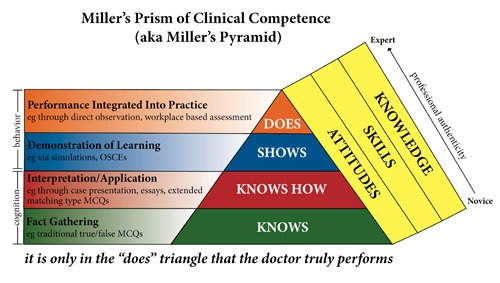 Miller's Prism of Clinical Competence
(aka Miller's Pyramid)
Expert
professional authenticity
Novice
KNOWLEDGE
SKILLS
ATTITUDES
behavior
Performance Integrated Into Practice
eg through direct observation, workplace based assessment
DOES
Demonstration of Learning
eg via simulations, OSCEs
SHOWS
cognition
Interpretation/Application
eg through case presentation, essays, extended
matching type MCQs
KNOWS HOW
Fact Gathering
eg traditional true/false MCQs
KNOWS
it is only in the "does" triangle that the doctor truly performs